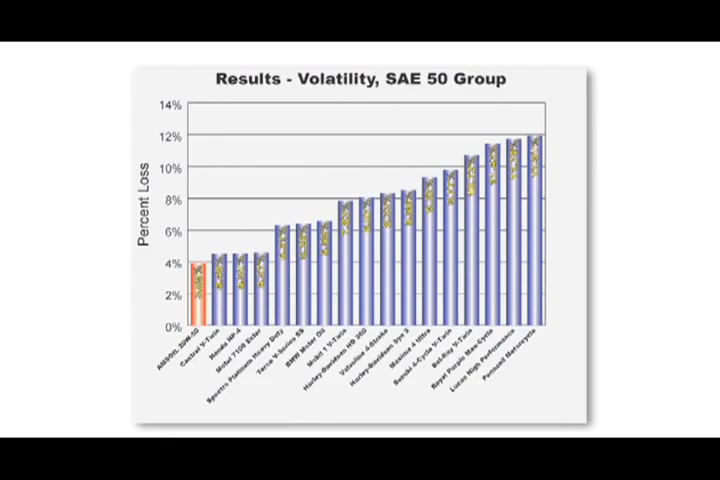 Results - Volatility, SAE 50 Group
14%
12%
10%
8%
6%
4%
2%
0%
Percent Loss
AMSOIL 20W-50
Castrol V-Twin
Honda HP-4
Motul 7100 Ester
Spectro Platinum Heavy Duty
Torco V-Series SS
BMW Motor Oil
Mobil 1 V-Twin
Harley-Davidson HD 360
Valvoline 4-Stroke
Harley-Davidson Syn 3
Maxima 4 Ultra
Suzuki 4-Cycle V-Twin
Bel-Ray V-Twin
Royal Purple Max-Cycle
Lucas High Performance
Pennzoil Motorcycle